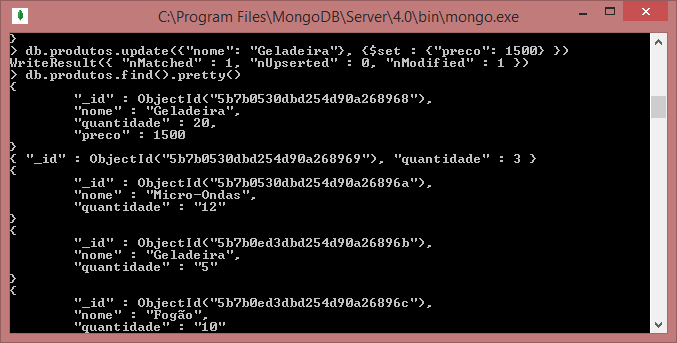 C:\Program Files\MongoDB\Server\4.0\bin\mongo.exe
}
> db.produtos.update({"nome": "Geladeira"}, {$set : {"preco": 1500} })
WriteResult({ "nMatched" : 1, "nUpserted" : 0, "nModified" : 1 })
> db.produtos.find().pretty()
{
        "_id" : ObjectId("5b7b0530dbd254d90a268968"),
        "nome" : "Geladeira",
        "quantidade" : 20,
        "preco" : 1500
}
{ "_id" : ObjectId("5b7b0530dbd254d90a268969"), "quantidade" : 3 }
{
        "_id" : ObjectId("5b7b0530dbd254d90a26896a"),
        "nome" : "Micro-Ondas",
        "quantidade" : "12"
}
{
        "_id" : ObjectId("5b7b0ed3dbd254d90a26896b"),
        "nome" : "Geladeira",
        "quantidade" : "5"
}
{
        "_id" : ObjectId("5b7b0ed3dbd254d90a26896c"),
        "nome" : "Fogão",
        "quantidade" : "10"